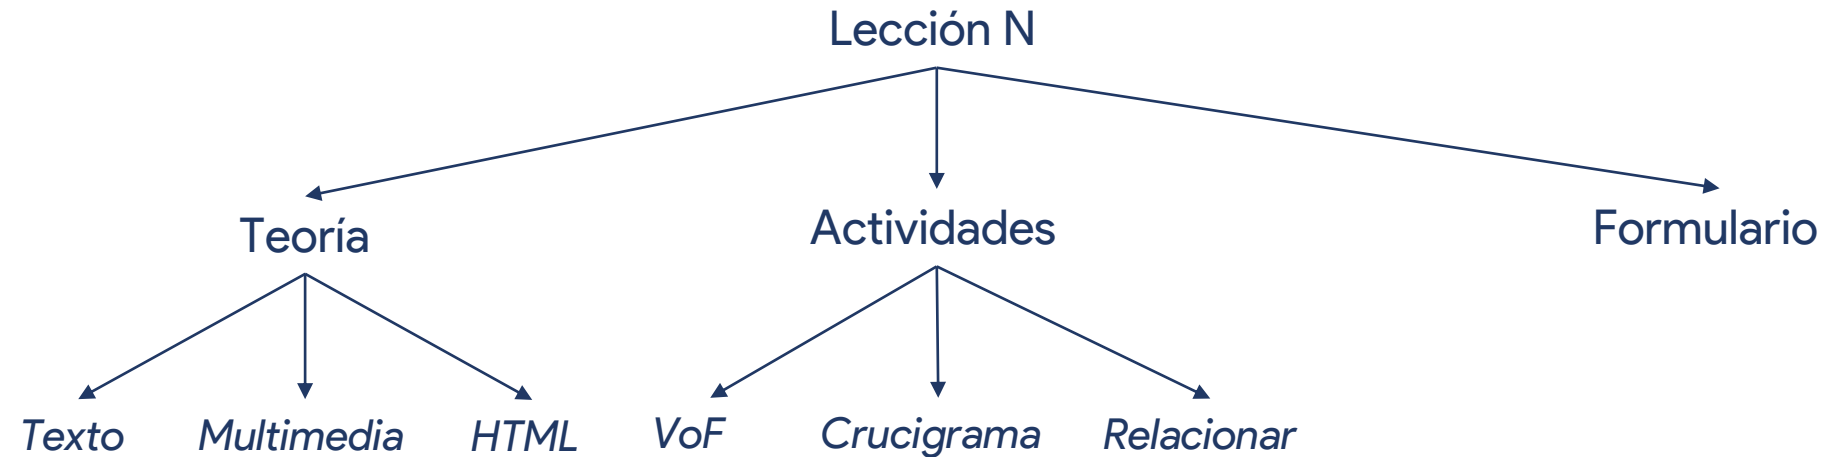 Lección N
Teoría
Actividades
Formulario
Texto
Multimedia
HTML
VoF
Crucigrama
Relacionar